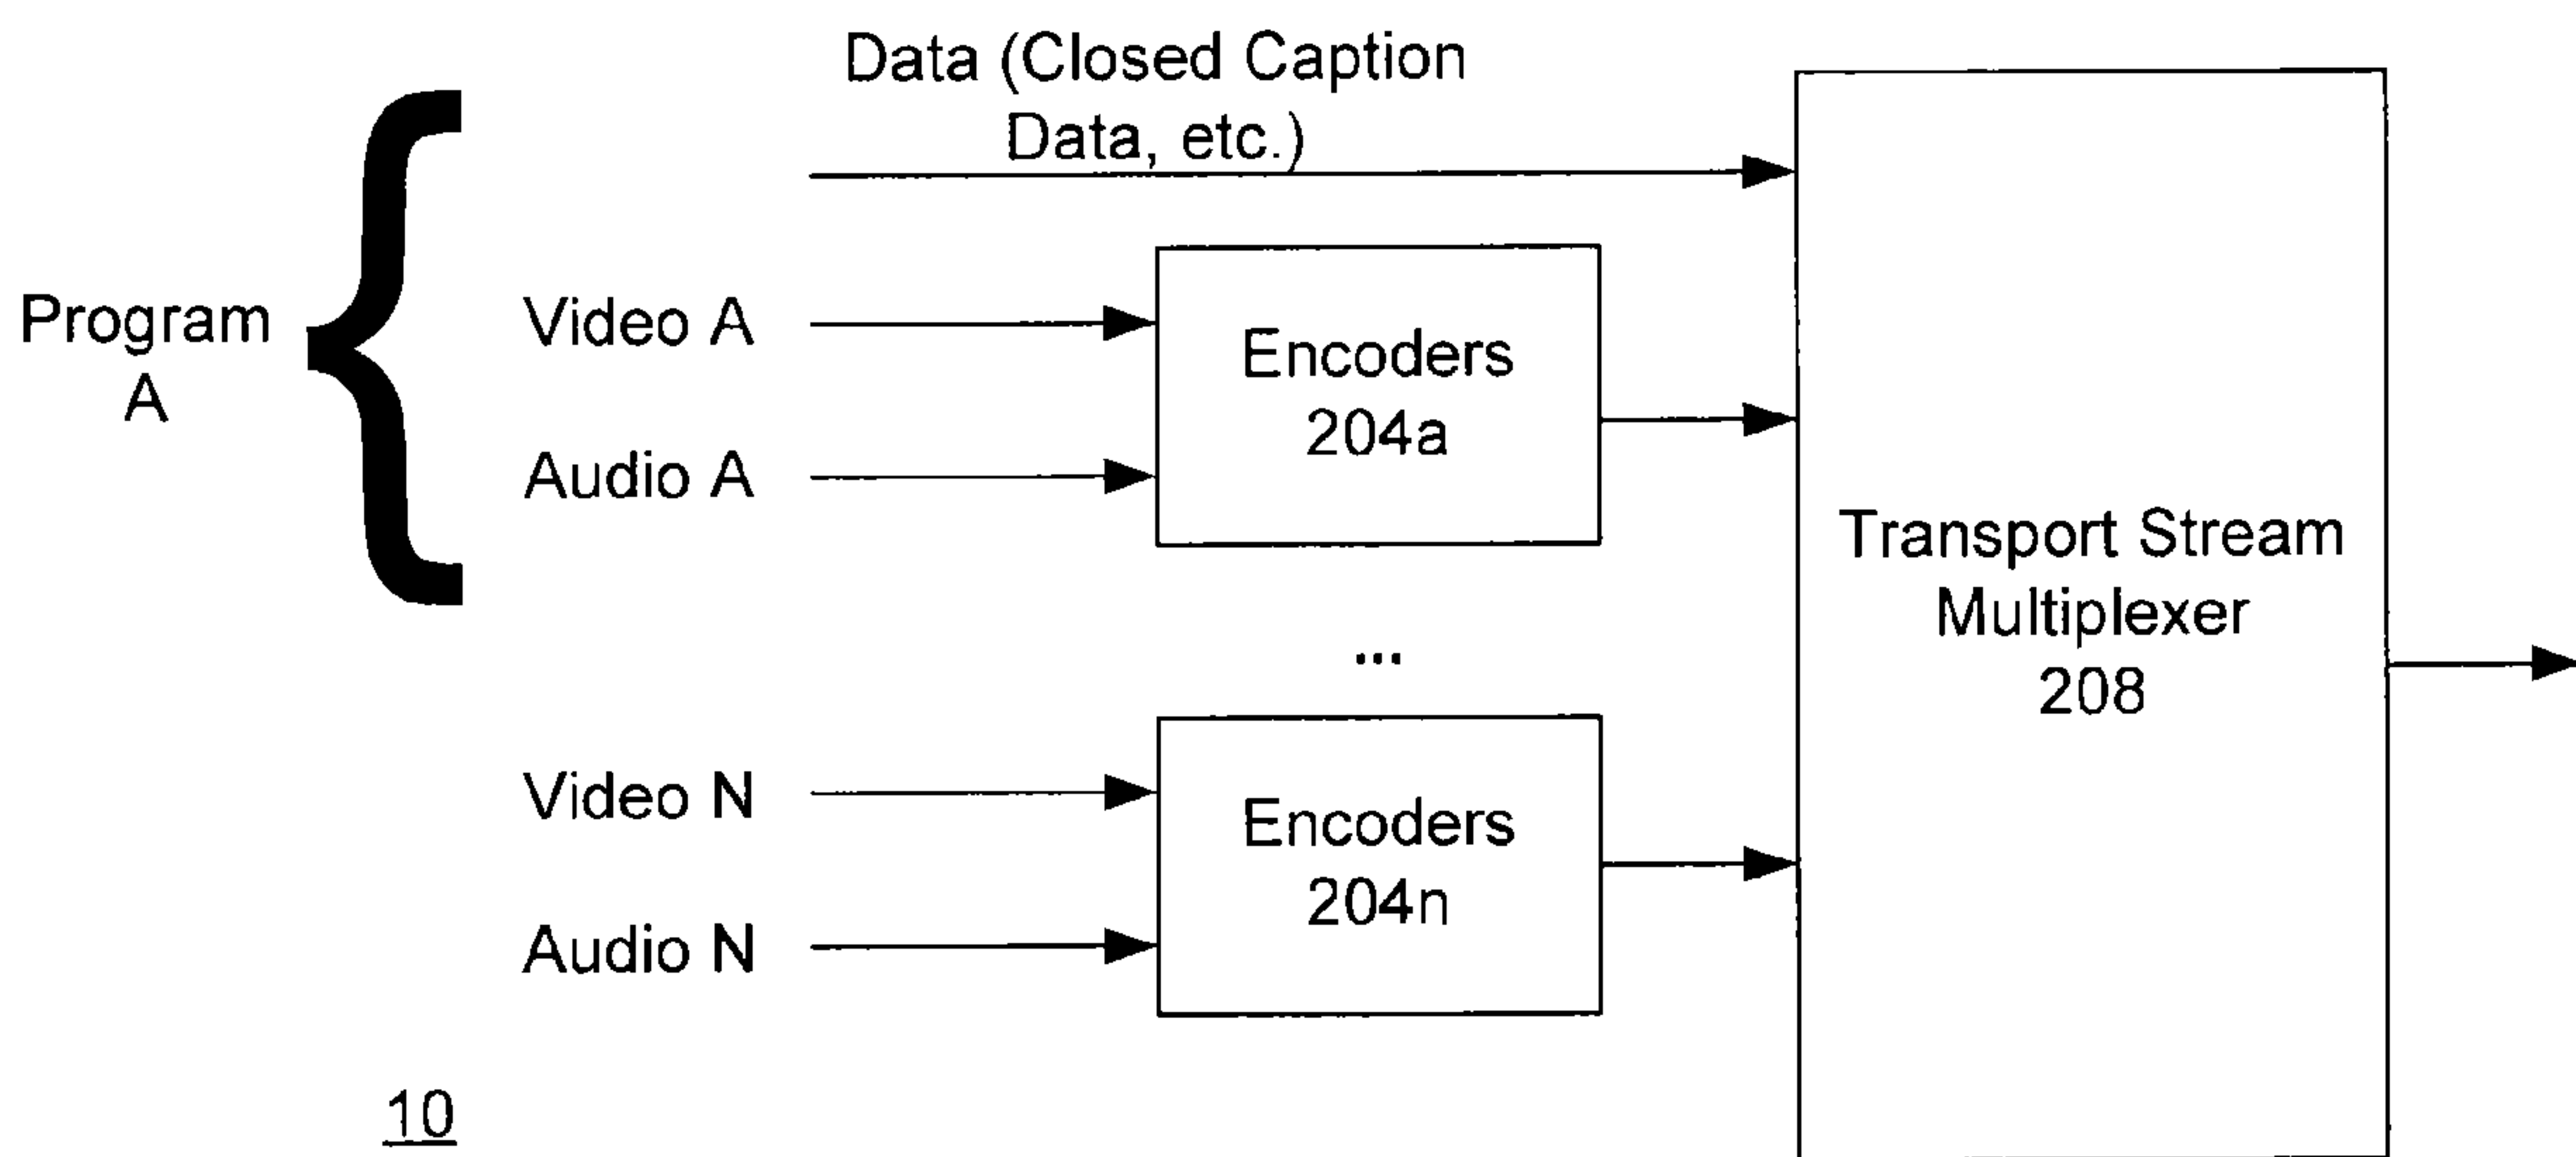 Data (Closed Caption
Data, etc.)
Program
A
Video A
Audio A
Encoders
204a
Transport Stream
Multiplexer
208
...
Video N
Audio N
Encoders
204n
10